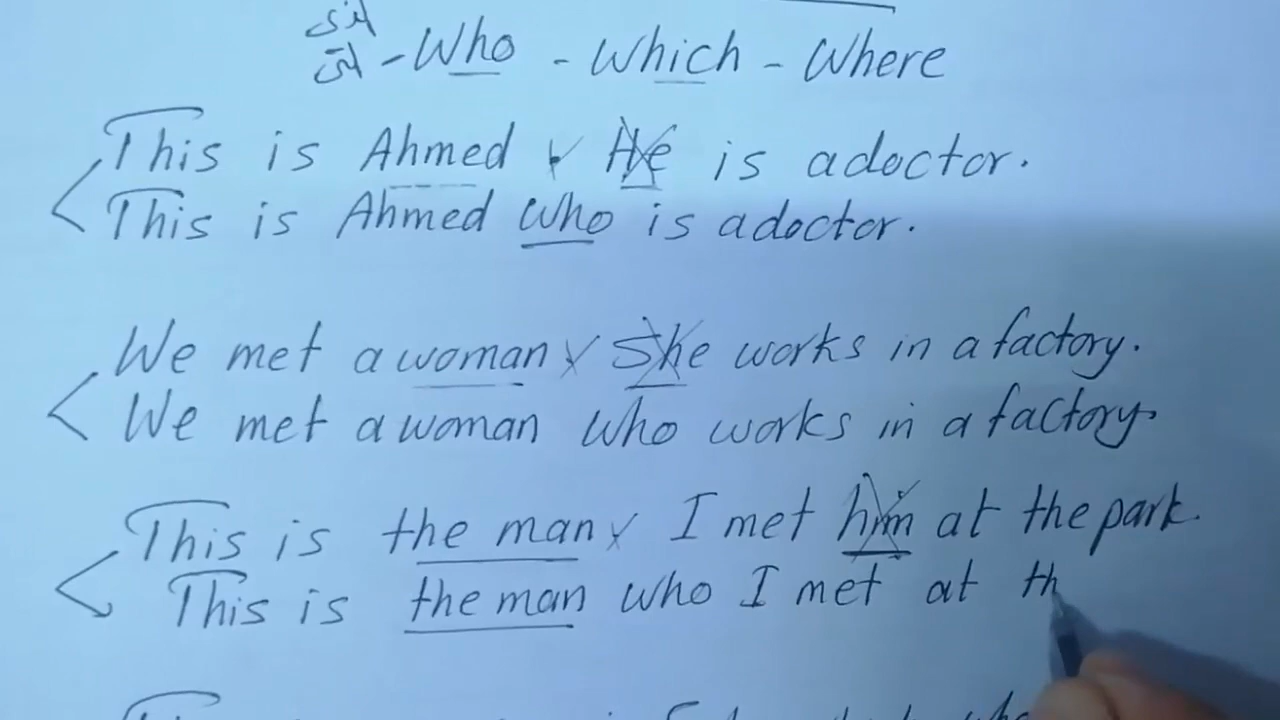 الذى
التى - Who - Which - Where
This is Ahmed He is a doctor.
This is Ahmed who is a doctor.
We met a woman She works in a factory.
We met a woman who works in a factory.
This is the man I met him at the park.
This is the man who I met at th